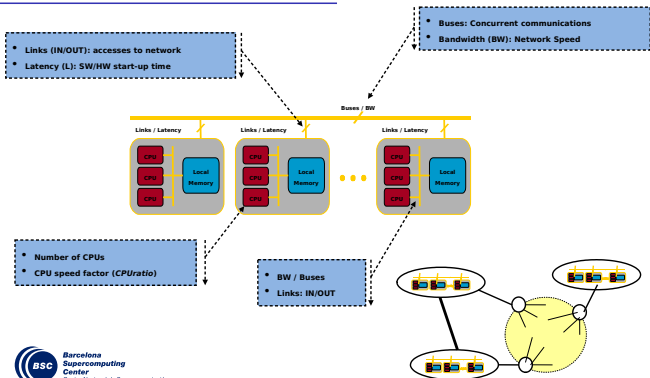 • Buses: Concurrent communications
• Bandwidth (BW): Network Speed
• Links (IN/OUT): accesses to network
• Latency (L): SW/HW start-up time
Buses / BW
Links / Latency
Links / Latency
Links / Latency
CPU
CPU
CPU
Local
Memory
CPU
CPU
CPU
Local
Memory
CPU
CPU
CPU
Local
Memory
• Number of CPUs
• CPU speed factor (CPUratio)
• BW / Buses
• Links: IN/OUT
BSC
Barcelona
Supercomputing
Center